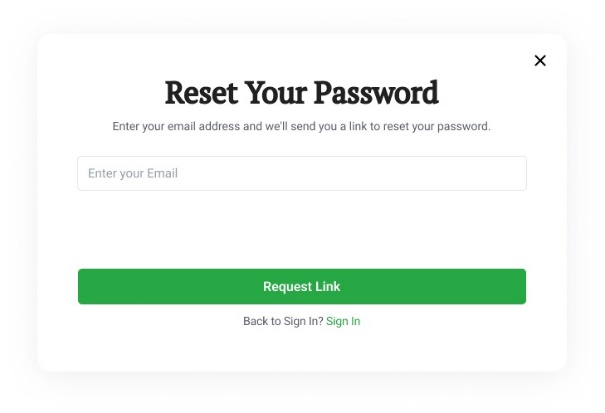 Reset Your Password
Enter your email address and we'll send you a link to reset your password.
Enter your Email
Request Link
Back to Sign In? Sign In